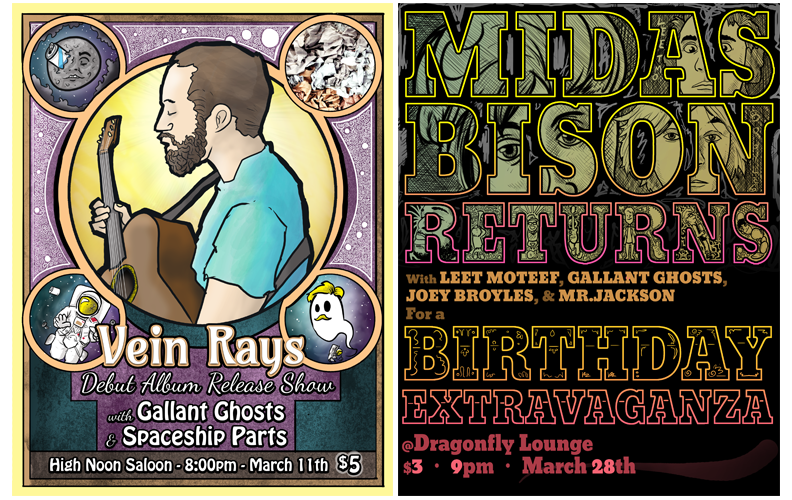 Vein Rays
Debut Album Release Show
with Gallant Ghosts
& Spaceship Parts
High Noon Saloon - 8:00pm - March 11th $5
MIDAS
BISON
RETURNS
With LEET MOTEEF, GALLANT GHOSTS,
JOEY BROYLES, & MR.JACKSON
For a
BIRTHDAY
EXTRAVAGANZA
@Dragonfly Lounge
$3 · 9pm · March 28th